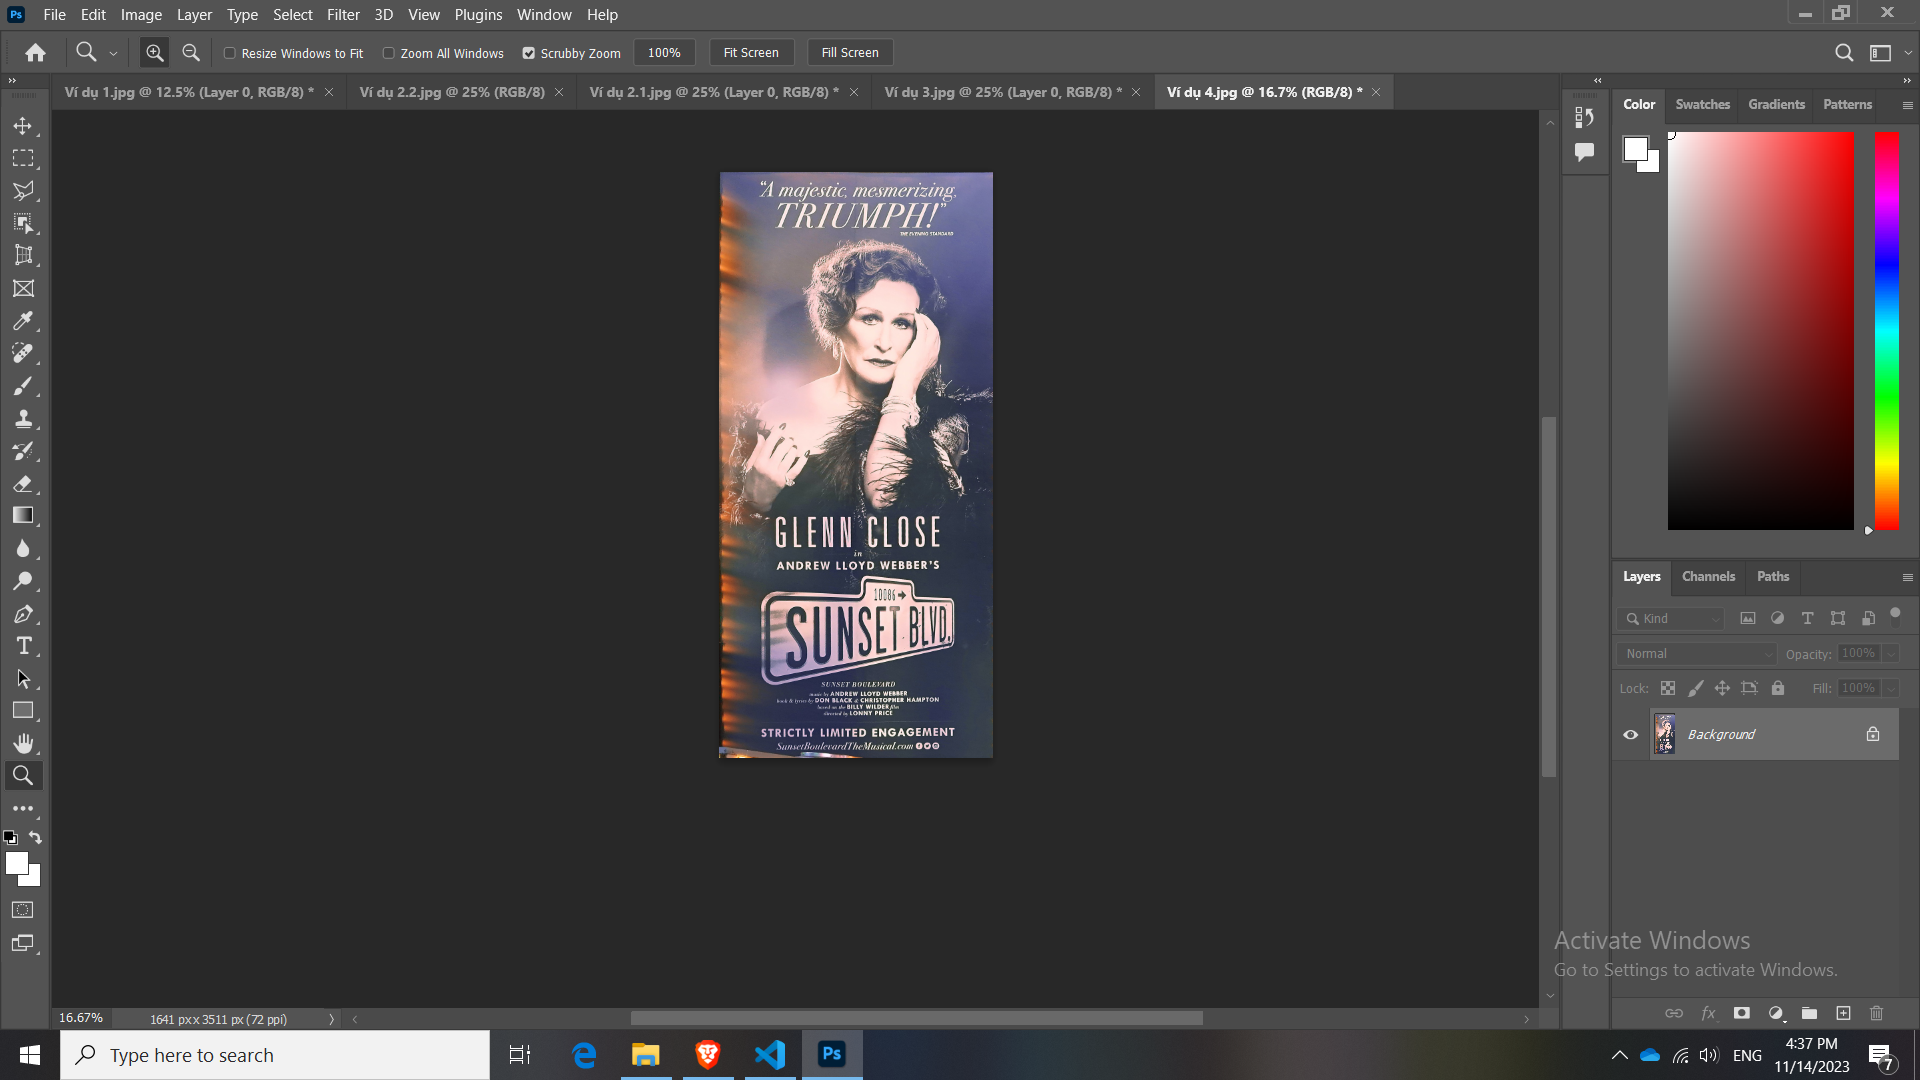 Ps File Edit Image Layer Type Select Filter 3D View Plugins Window Help
Resize Windows to Fit Zoom All Windows Scrubby Zoom 100% Fit Screen Fill Screen
Ví dụ 1.jpg @ 12.5% (Layer 0, RGB/8) * Ví dụ 2.2.jpg @ 25% (RGB/8) Ví dụ 2.1.jpg @ 25% (Layer 0, RGB/8) * Ví dụ 3.jpg @ 25% (Layer 0, RGB/8) * Ví dụ 4.jpg @ 16.7% (RGB/8) *
Color Swatches Gradients Patterns
“A majestic, mesmerizing,
TRIUMPH!”
THE EVENING STANDARD
GLENN CLOSE
in
ANDREW LLOYD WEBBER'S
10086
SUNSET BLVD.
SUNSET BOULEVARD
music by ANDREW LLOYD WEBBER
book & lyrics by DON BLACK & CHRISTOPHER HAMPTON
based on the BILLY WILDER film
directed by LONNY PRICE
STRICTLY LIMITED ENGAGEMENT
SunsetBoulevardTheMusical.com
Layers Channels Paths
Kind
Normal Opacity: 100%
Lock: Fill: 100%
Background
Activate Windows
Go to Settings to activate Windows.
fx
16.67% 1641 px x 3511 px (72 ppi)
Type here to search
Ps
ENG
4:37 PM
11/14/2023
7